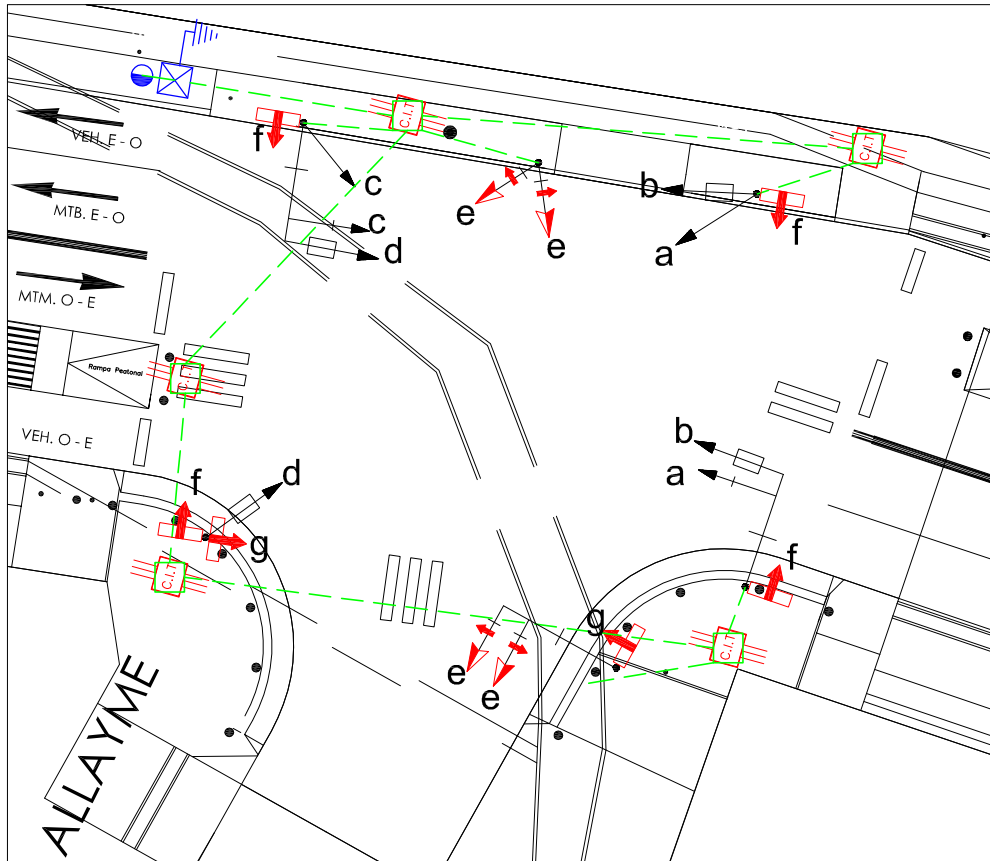 C.I.T
VEH. E - O
f
C.I.T
c
b
e
MTB. E - O
c
f
e
d
a
MTM. O - E
Rampa Peatonal
C.I.T
VEH. O - E
b
d
a
f
f
g
C.I.T
g
C.I.T
e
e
ALLAYME